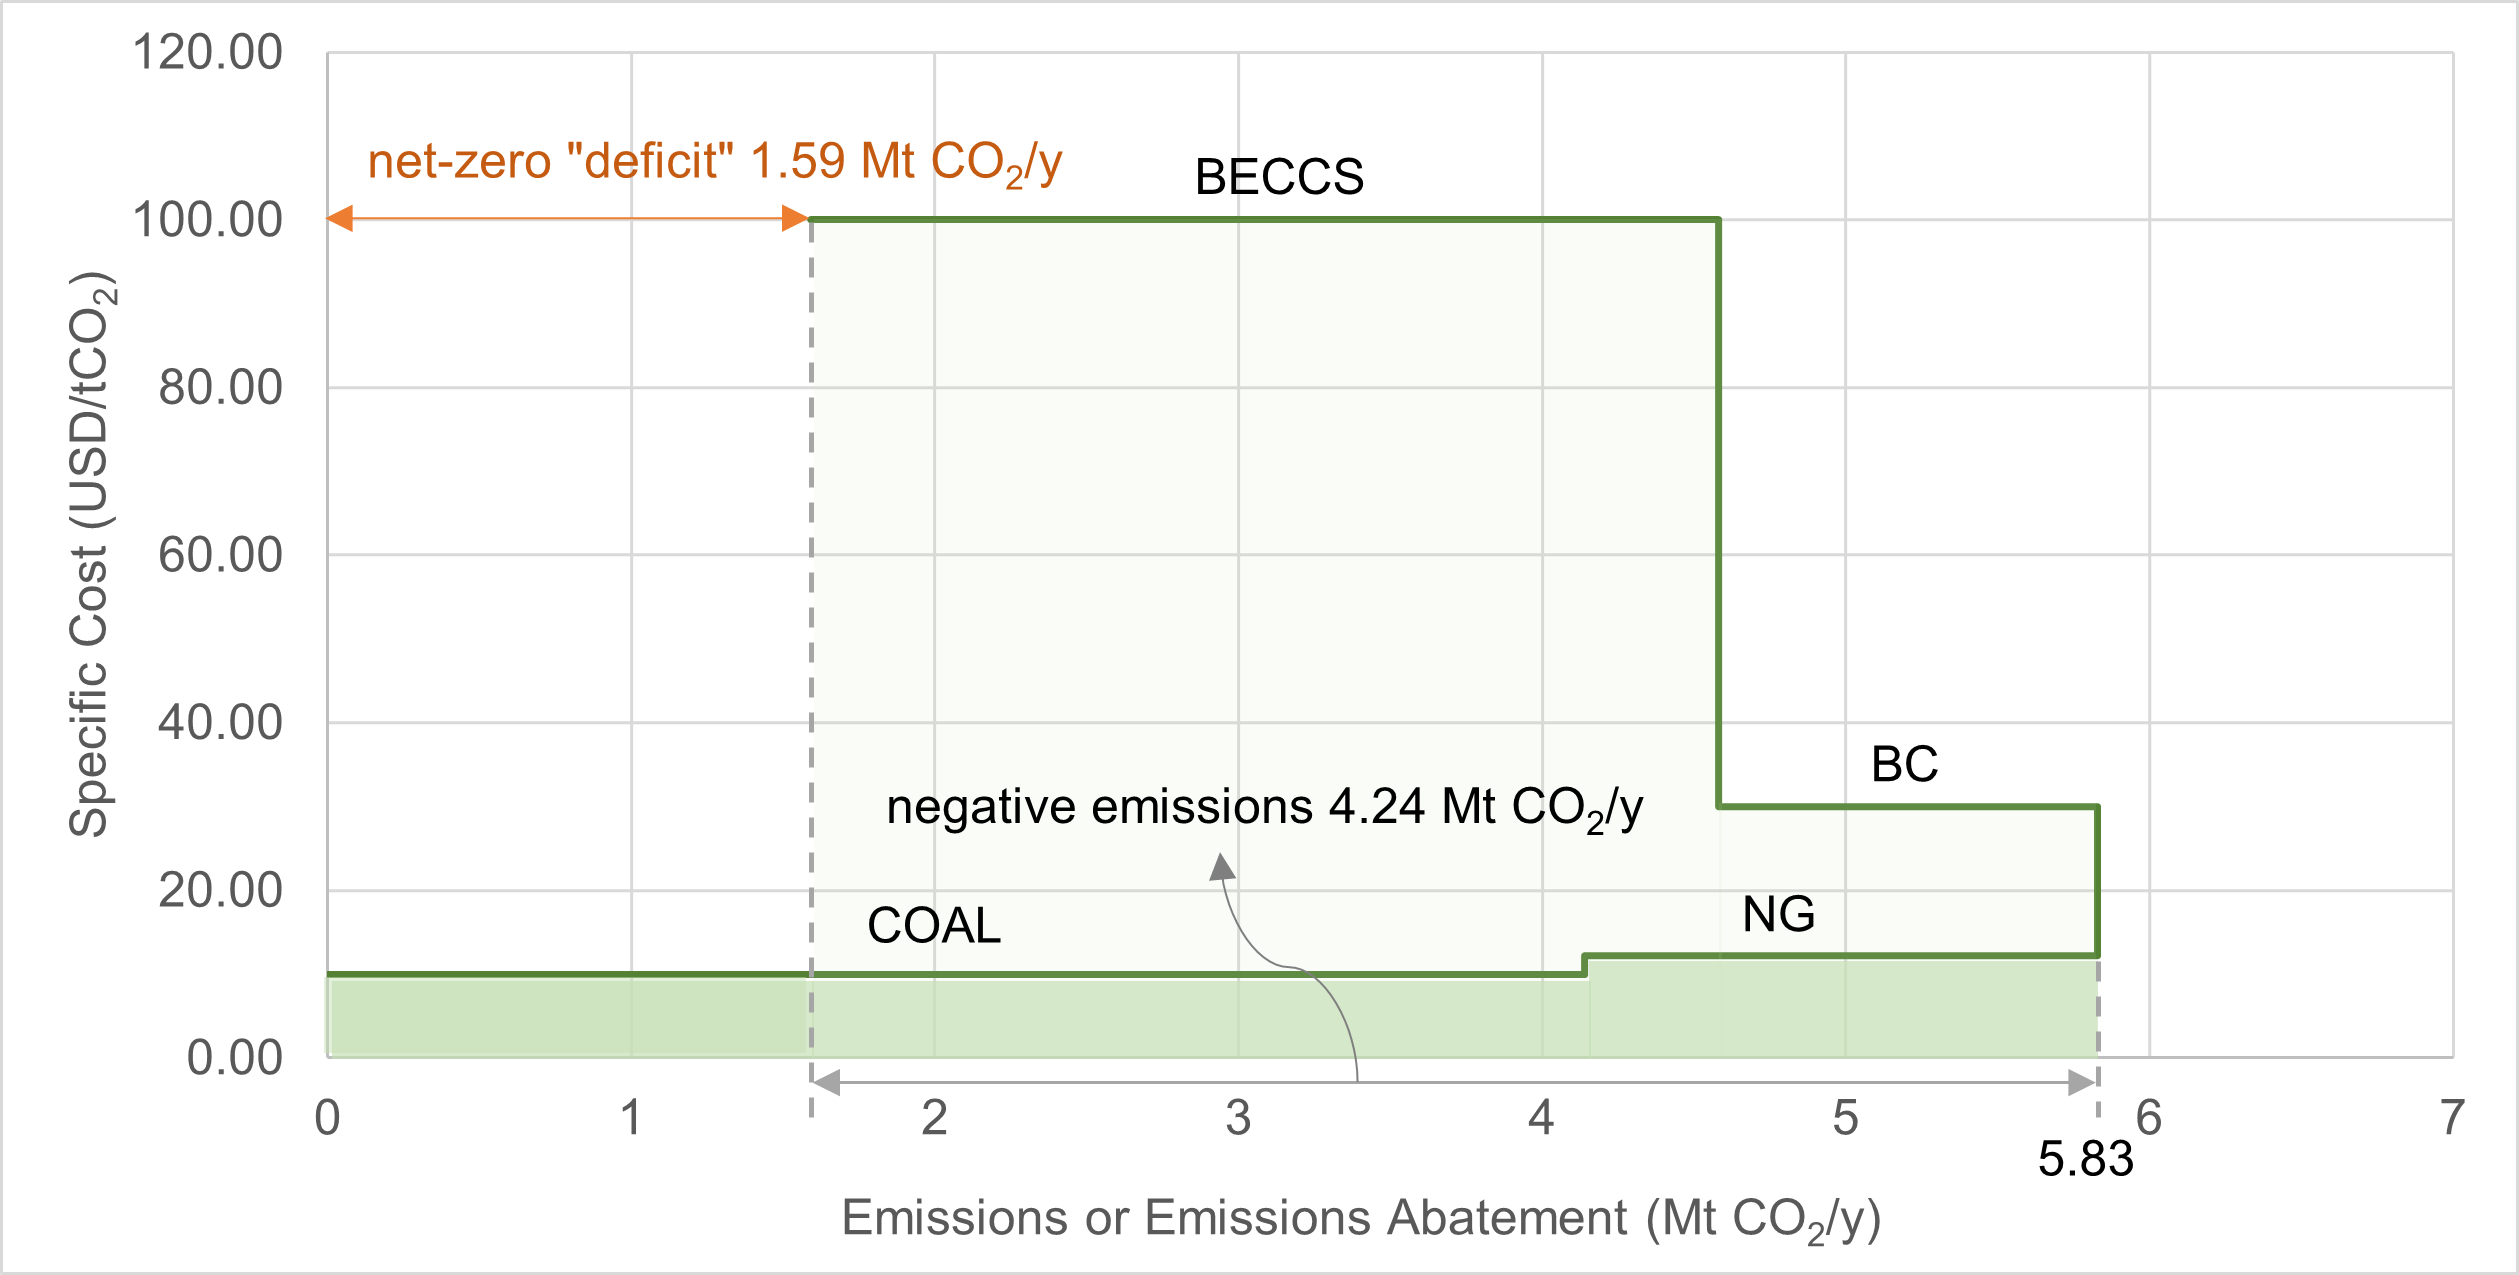 120.00
net-zero "deficit" 1.59 Mt CO₂/y
BECCS
100.00
80.00
60.00
40.00
20.00
0.00
Specific Cost (USD/tCO₂)
BC
negative emissions 4.24 Mt CO₂/y
NG
COAL
0 1 2 3 4 5 6 7
5.83
Emissions or Emissions Abatement (Mt CO₂/y)